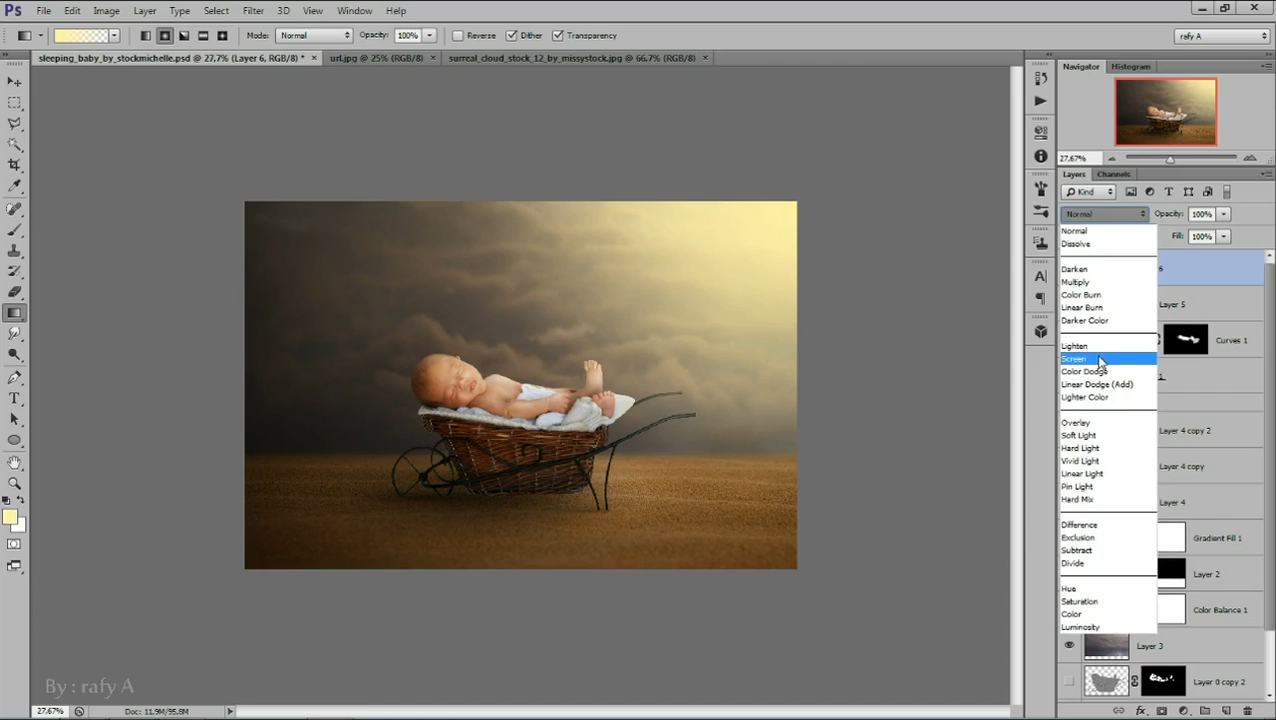 Ps File Edit Image Layer Type Select Filter 3D View Window Help
Mode: Normal Opacity: 100% Reverse Dither Transparency rafy A
sleeping_baby_by_stockmichelle.psd @ 27,7% (Layer 6, RGB/8) * × url.jpg @ 25% (RGB/8) × surreal_cloud_stock_12_by_missystock.jpg @ 66,7% (RGB/8) ×
Navigator Histogram
27,67%
Layers Channels
Kind
Normal Opacity: 100%
Normal Fill: 100%
Dissolve
6
Darken
Multiply
Color Burn
Linear Burn Layer 5
Darker Color
Curves 1
Lighten
Screen
Color Dodge
Linear Dodge (Add)
Lighter Color
Overlay
Soft Light Layer 4 copy 2
Hard Light
Vivid Light Layer 4 copy
Linear Light
Pin Light
Hard Mix Layer 4
Difference
Exclusion Gradient Fill 1
Subtract
Divide
Layer 2
Hue
Saturation
Color Color Balance 1
Luminosity
Layer 3
Layer 0 copy 2
By : rafy A
27,67% Doc: 11,9M/95,8M
fx